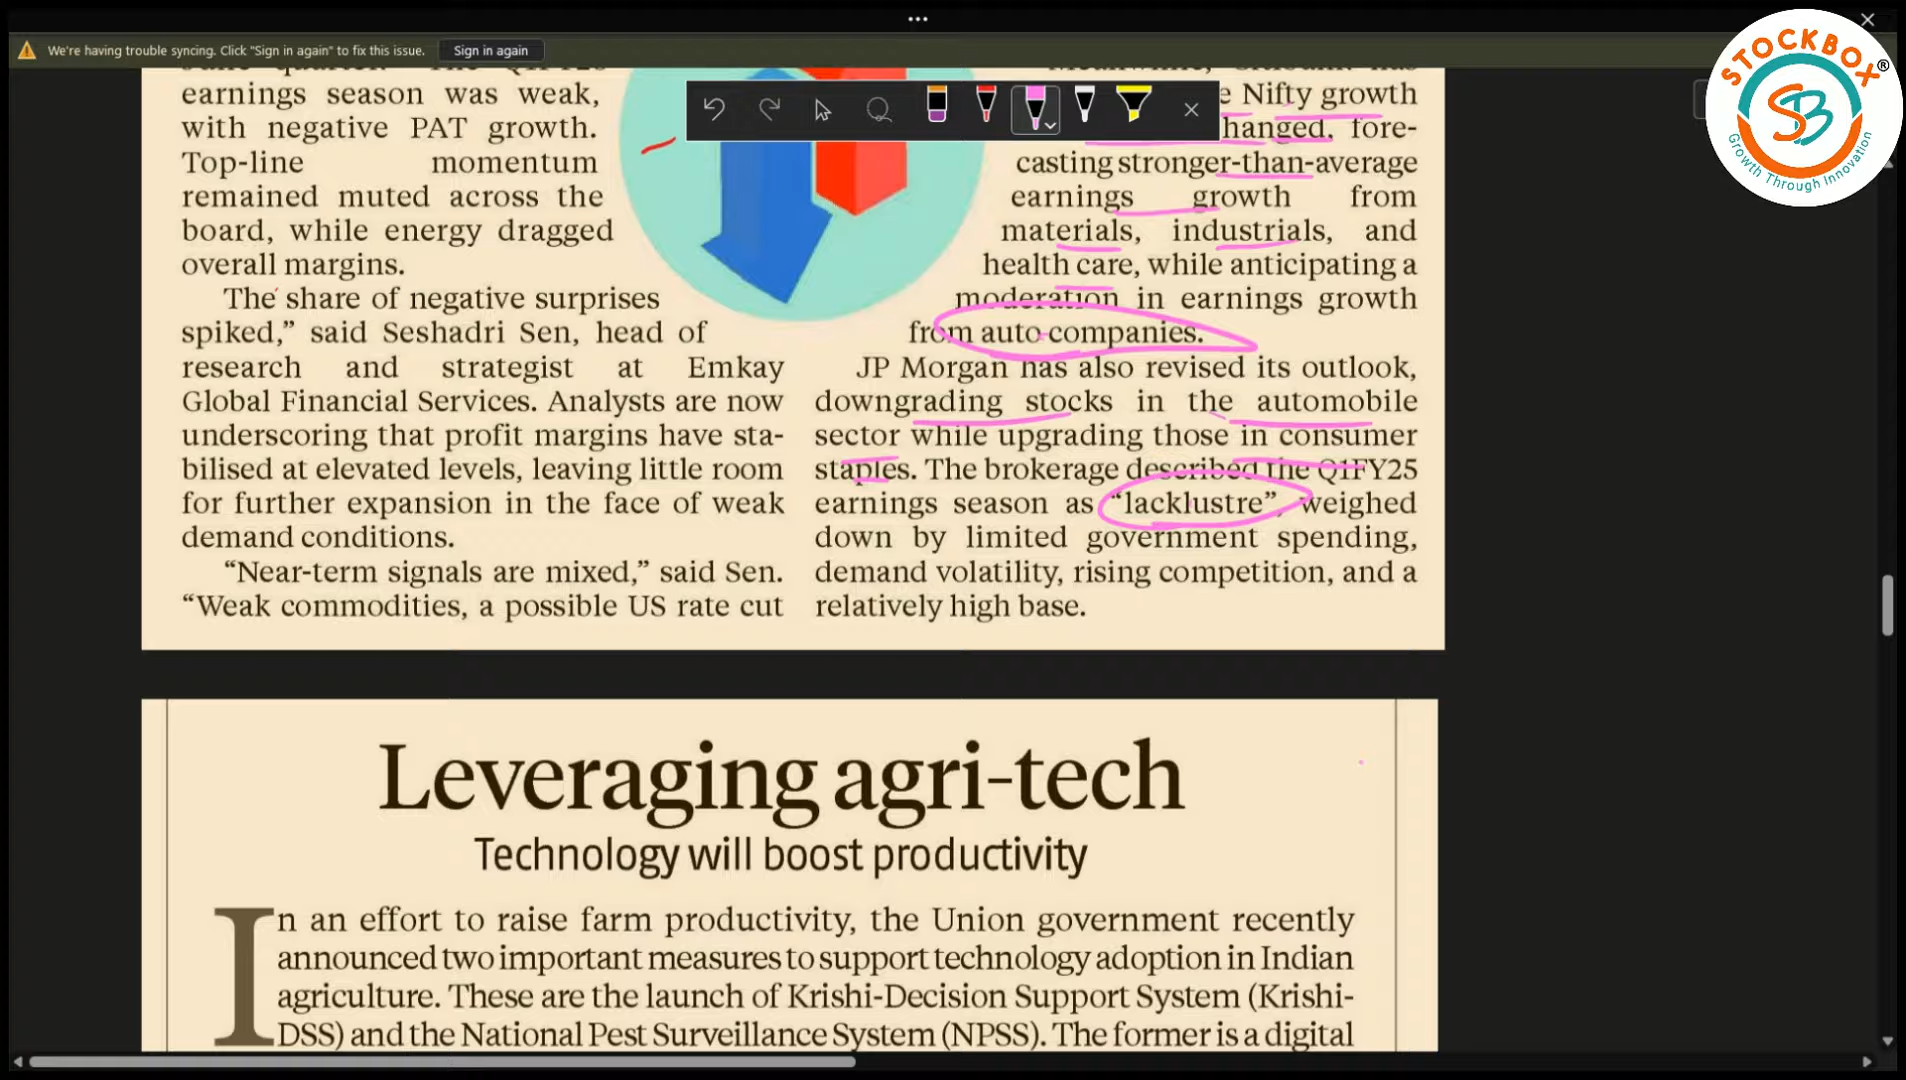 We're having trouble syncing. Click "Sign in again" to fix this issue.
Sign in again
STOCKBOX®
SB
Growth Through Innovation
earnings season was weak,
with negative PAT growth.
Top-line momentum
remained muted across the
board, while energy dragged
overall margins.
The share of negative surprises
spiked,” said Seshadri Sen, head of
research and strategist at Emkay
Global Financial Services. Analysts are now
underscoring that profit margins have sta-
bilised at elevated levels, leaving little room
for further expansion in the face of weak
demand conditions.
“Near-term signals are mixed,” said Sen.
“Weak commodities, a possible US rate cut
Nifty growth
hanged, fore-
casting stronger-than-average
earnings growth from
materials, industrials, and
health care, while anticipating a
moderation in earnings growth
from auto companies.
JP Morgan has also revised its outlook,
downgrading stocks in the automobile
sector while upgrading those in consumer
staples. The brokerage described the Q1FY25
earnings season as “lacklustre”, weighed
down by limited government spending,
demand volatility, rising competition, and a
relatively high base.
Leveraging agri-tech
Technology will boost productivity
In an effort to raise farm productivity, the Union government recently
announced two important measures to support technology adoption in Indian
agriculture. These are the launch of Krishi-Decision Support System (Krishi-
DSS) and the National Pest Surveillance System (NPSS). The former is a digital